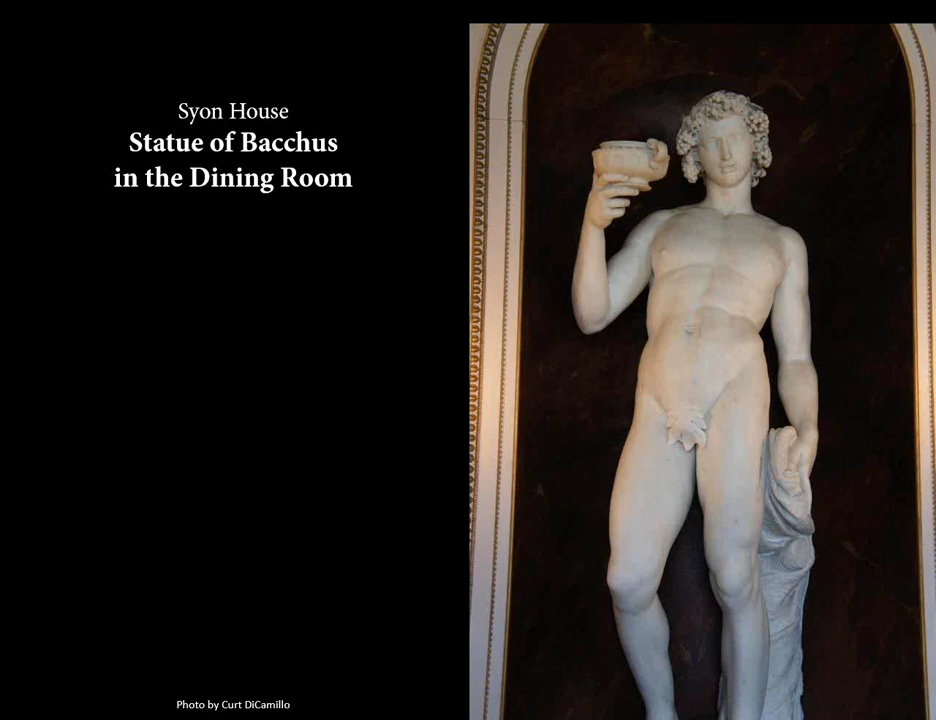 Syon House
Statue of Bacchus
in the Dining Room
Photo by Curt DiCamillo